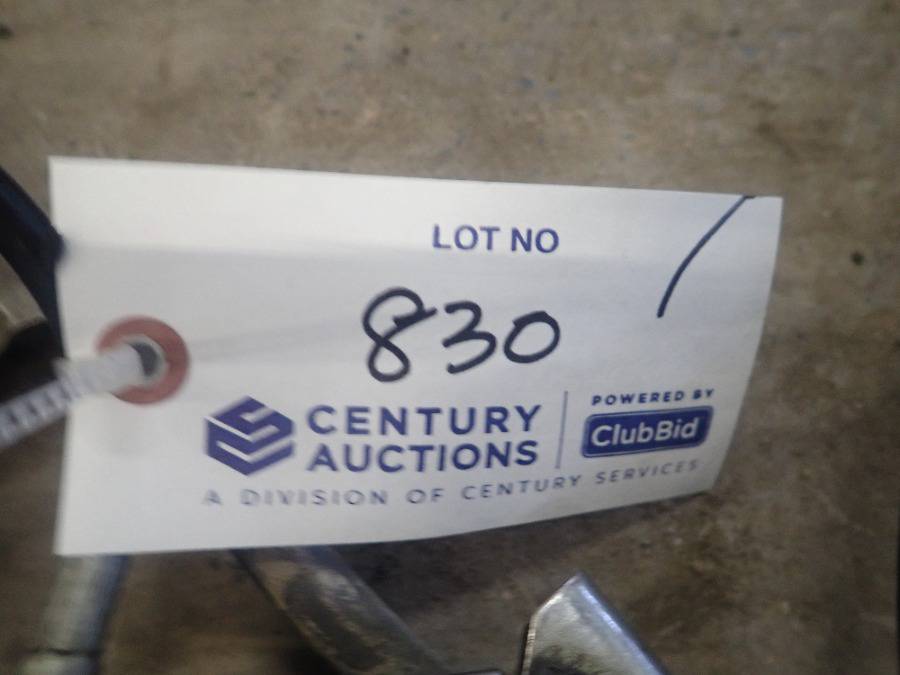 LOT NO
830
CENTURY
AUCTIONS
POWERED BY
ClubBid
A DIVISION OF CENTURY SERVICES